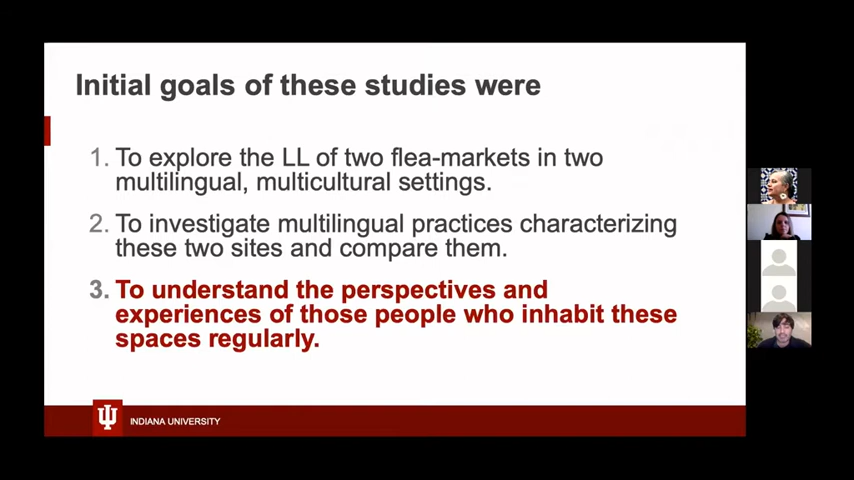 Initial goals of these studies were
1. To explore the LL of two flea-markets in two
multilingual, multicultural settings.
2. To investigate multilingual practices characterizing
these two sites and compare them.
3. To understand the perspectives and
experiences of those people who inhabit these
spaces regularly.
INDIANA UNIVERSITY